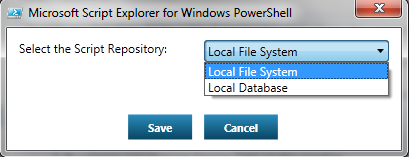 Microsoft Script Explorer for Windows PowerShell
Select the Script Repository: Local File System
Local File System
Local Database
Save Cancel